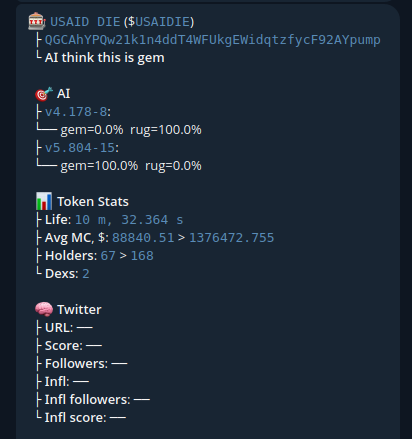 USAID DIE ($USAIDIE)
├ QGCAhYPQw21k1n4ddT4WFUkgEWidqtzfycF92AYpump
└ AI think this is gem
🎯 AI
├ v4.178-8:
└── gem=0.0% rug=100.0%
├ v5.804-15:
└── gem=100.0% rug=0.0%
📊 Token Stats
├ Life: 10 m, 32.364 s
├ Avg MC, $: 88840.51 > 1376472.755
├ Holders: 67 > 168
└ Dexs: 2
🧠 Twitter
├ URL: —
├ Score: —
├ Followers: —
├ Infl: —
├ Infl followers: —
└ Infl score: —